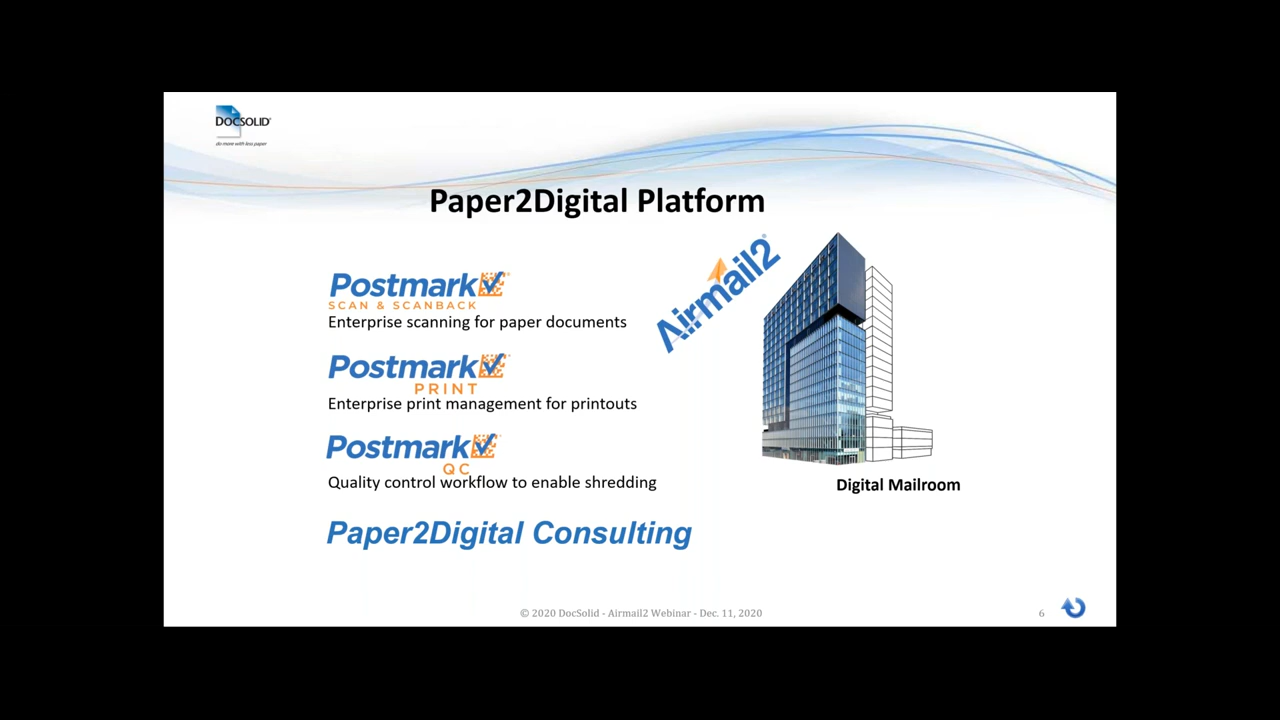 DOCSOLID®
do more with less paper
Paper2Digital Platform
Postmark®
SCAN & SCANBACK
Enterprise scanning for paper documents
Postmark®
PRINT
Enterprise print management for printouts
Postmark®
QC
Quality control workflow to enable shredding
Paper2Digital Consulting
Airmail2®
Digital Mailroom
© 2020 DocSolid - Airmail2 Webinar - Dec. 11, 2020
6